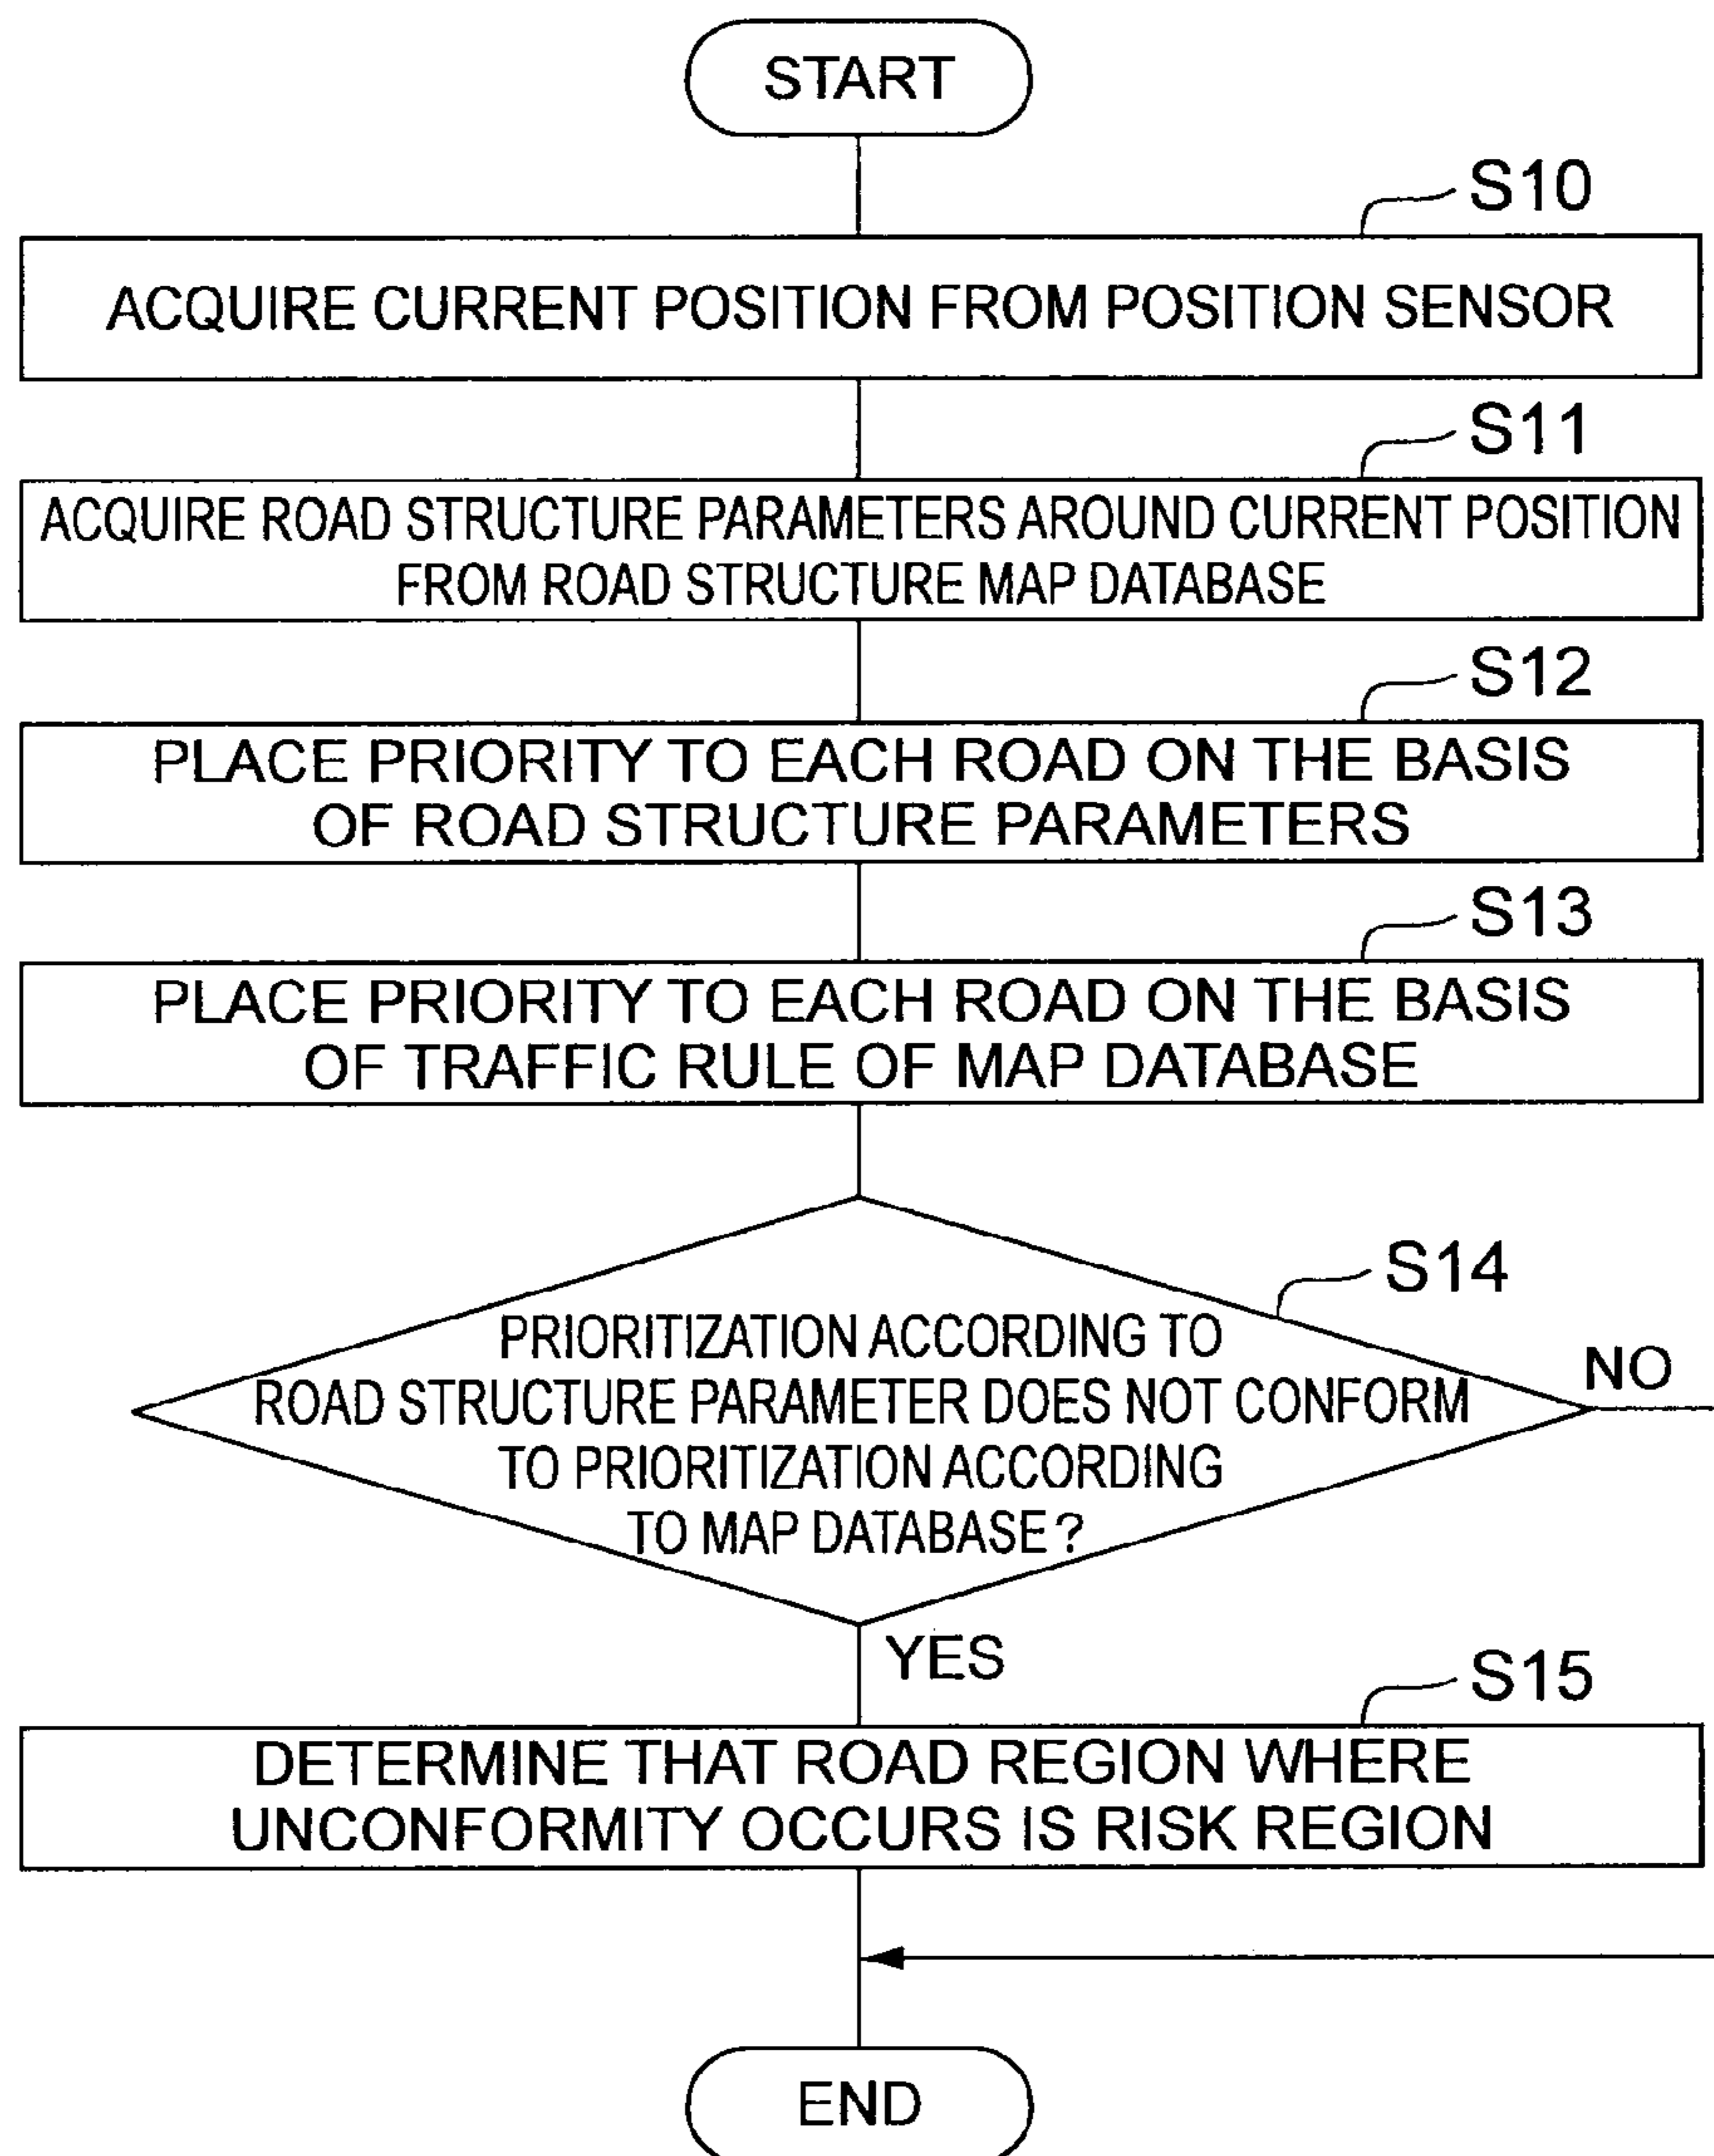 START
S10
ACQUIRE CURRENT POSITION FROM POSITION SENSOR
S11
ACQUIRE ROAD STRUCTURE PARAMETERS AROUND CURRENT POSITION
FROM ROAD STRUCTURE MAP DATABASE
S12
PLACE PRIORITY TO EACH ROAD ON THE BASIS
OF ROAD STRUCTURE PARAMETERS
S13
PLACE PRIORITY TO EACH ROAD ON THE BASIS
OF TRAFFIC RULE OF MAP DATABASE
S14
PRIORITIZATION ACCORDING TO
ROAD STRUCTURE PARAMETER DOES NOT CONFORM
TO PRIORITIZATION ACCORDING
TO MAP DATABASE?
NO
YES
S15
DETERMINE THAT ROAD REGION WHERE
UNCONFORMITY OCCURS IS RISK REGION
END